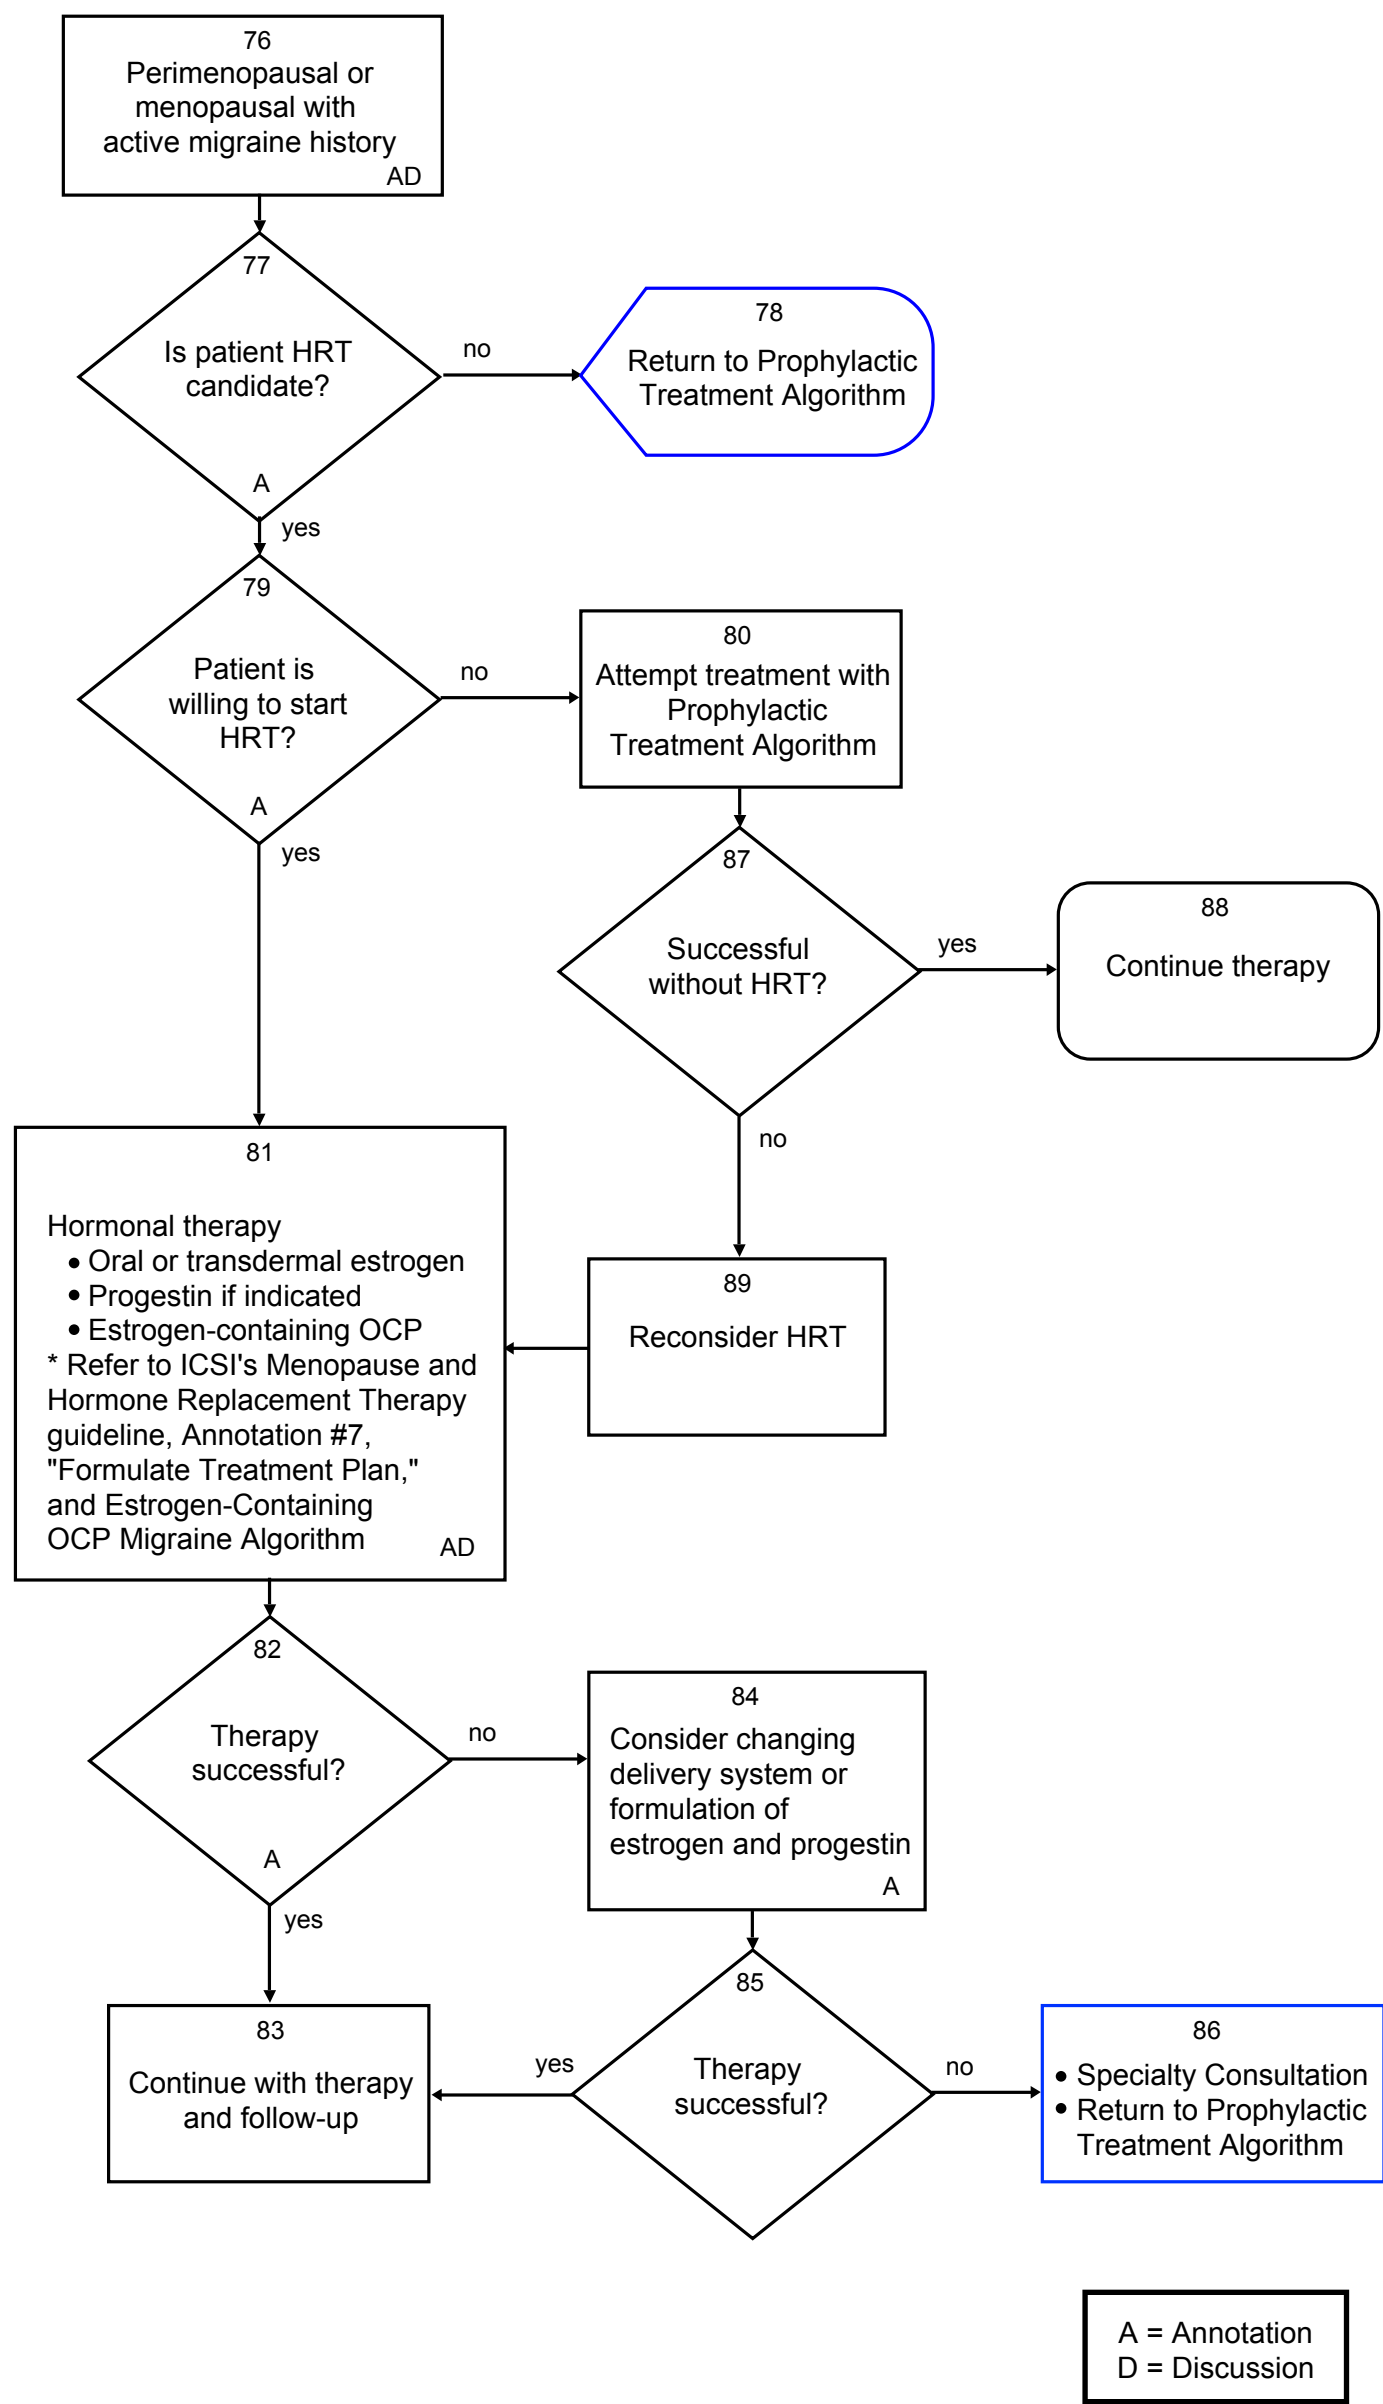 76
Perimenopausal or
menopausal with
active migraine history
AD
77
Is patient HRT
candidate?
A
no
78
Return to Prophylactic
Treatment Algorithm
yes
79
Patient is
willing to start
HRT?
A
no
80
Attempt treatment with
Prophylactic
Treatment Algorithm
yes
87
Successful
without HRT?
yes
88
Continue therapy
no
89
Reconsider HRT
81
Hormonal therapy
• Oral or transdermal estrogen
• Progestin if indicated
• Estrogen-containing OCP
* Refer to ICSI's Menopause and
Hormone Replacement Therapy
guideline, Annotation #7,
"Formulate Treatment Plan,"
and Estrogen-Containing
OCP Migraine Algorithm
AD
82
Therapy
successful?
A
no
84
Consider changing
delivery system or
formulation of
estrogen and progestin
A
yes
83
Continue with therapy
and follow-up
85
Therapy
successful?
yes
no
86
• Specialty Consultation
• Return to Prophylactic
Treatment Algorithm
A = Annotation
D = Discussion